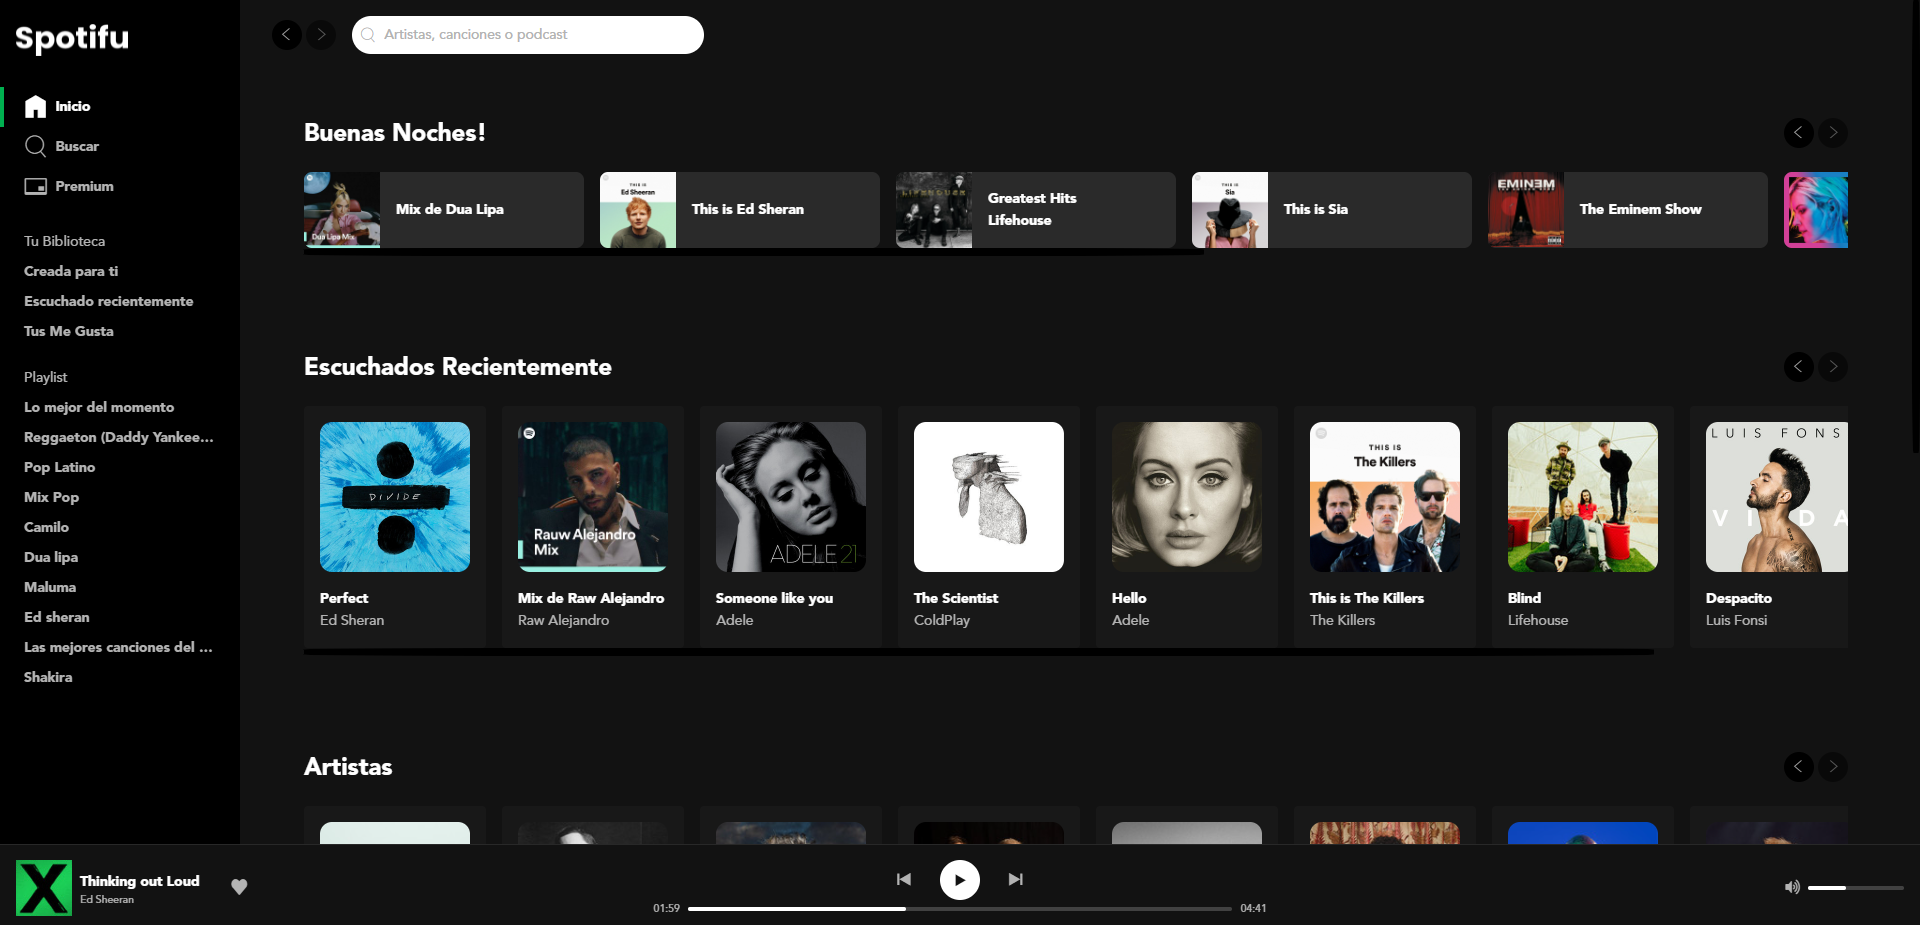 Spotifu
Artistas, canciones o podcast
Inicio
Buscar
Premium
Tu Biblioteca
Creada para ti
Escuchado recientemente
Tus Me Gusta
Playlist
Lo mejor del momento
Reggaeton (Daddy Yankee...
Pop Latino
Mix Pop
Camilo
Dua lipa
Maluma
Ed sheran
Las mejores canciones del ...
Shakira
Buenas Noches!
Dua Lipa Mix
Mix de Dua Lipa
THIS IS
Ed Sheeran
This is Ed Sheran
LIFEHOUSE
Greatest Hits
Lifehouse
THIS IS
Sia
This is Sia
EMINEM
The Eminem Show
Escuchados Recientemente
DIVIDE
Perfect
Ed Sheran
Rauw Alejandro
Mix
Mix de Raw Alejandro
Raw Alejandro
ADELE 21
Someone like you
Adele
The Scientist
ColdPlay
Hello
Adele
THIS IS
The Killers
This is The Killers
The Killers
Blind
Lifehouse
LUIS FONS
VIDA
Despacito
Luis Fonsi
Artistas
X
Thinking out Loud
Ed Sheeran
01:59
04:41